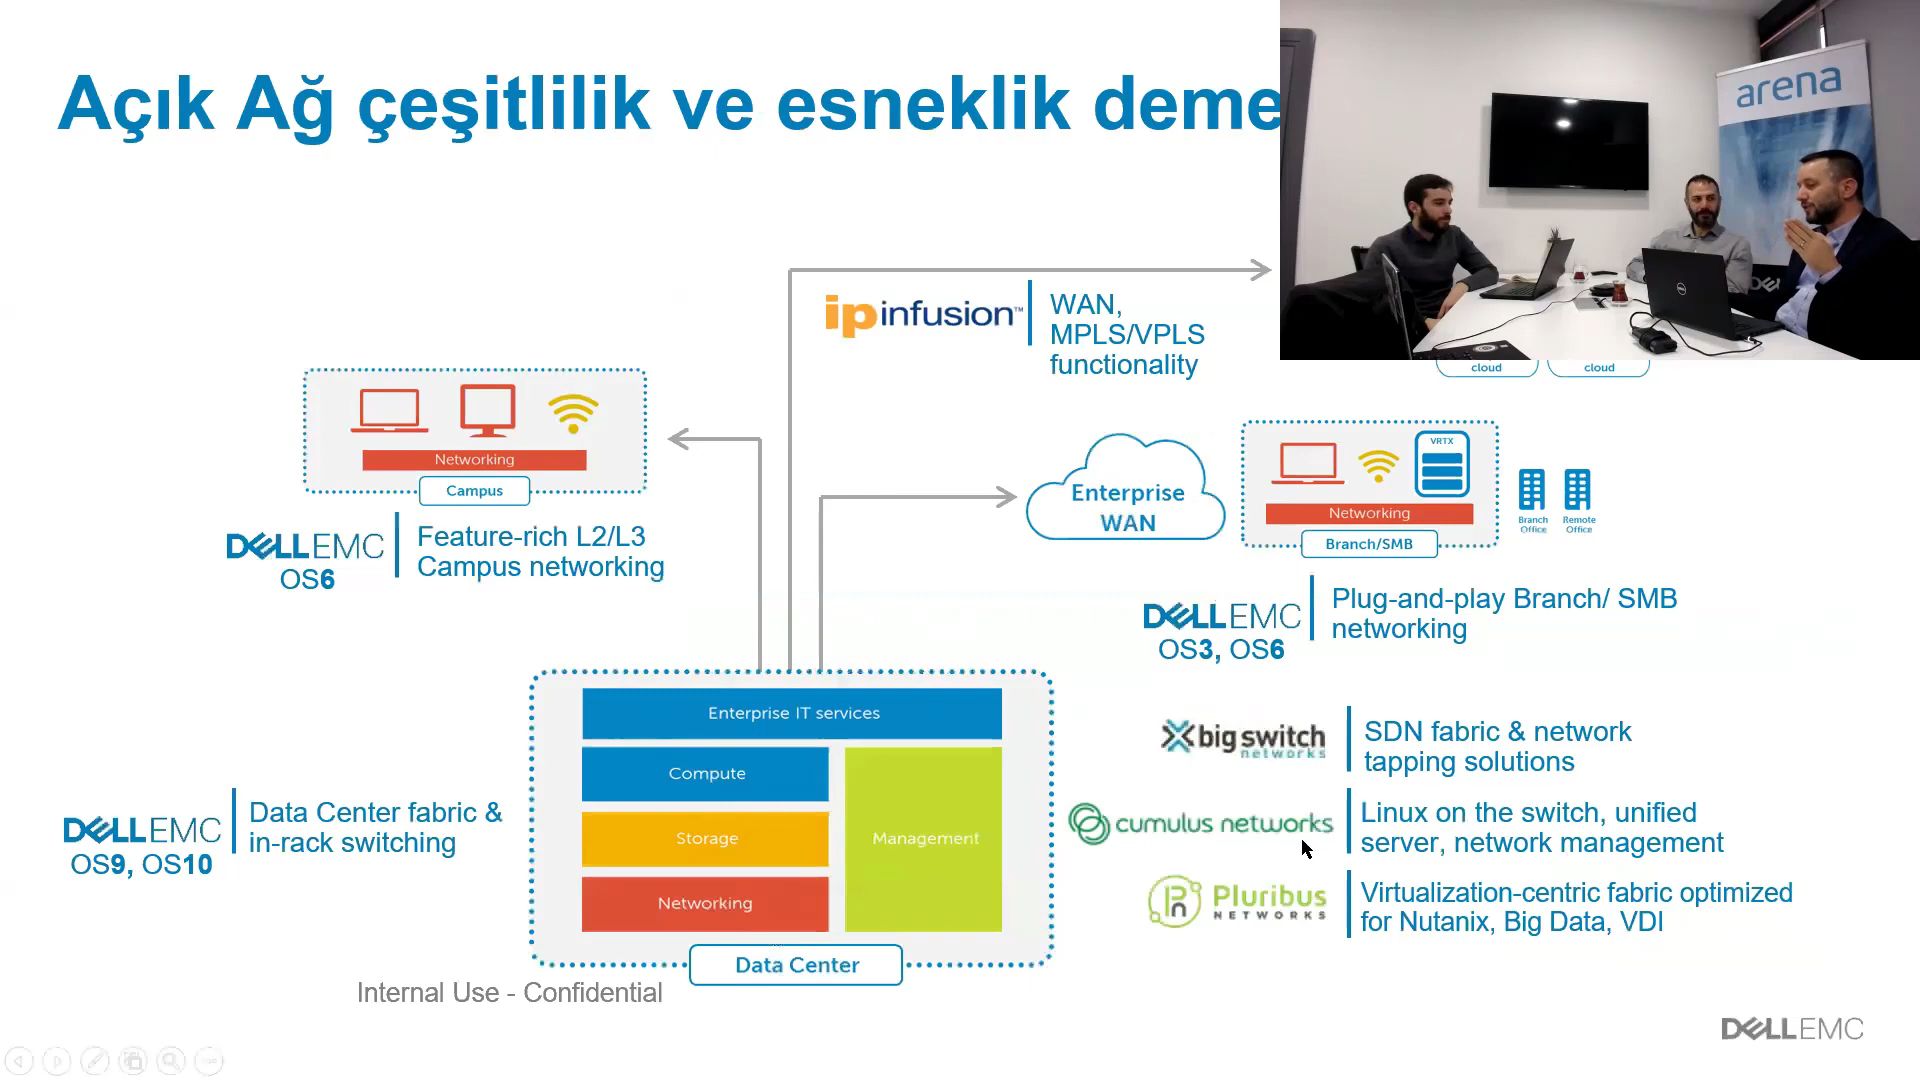 Açık Ağ çeşitlilik ve esneklik deme
arena
ipinfusion™
WAN,
MPLS/VPLS
functionality
cloud
cloud
Networking
Campus
DELLEMC
OS6
Feature-rich L2/L3
Campus networking
Enterprise
WAN
VRTX
Networking
Branch/SMB
Branch
Office
Remote
Office
DELLEMC
OS3, OS6
Plug-and-play Branch/ SMB
networking
Enterprise IT services
Compute
Storage
Networking
Management
Data Center
DELLEMC
OS9, OS10
Data Center fabric &
in-rack switching
big switch
networks
SDN fabric & network
tapping solutions
cumulus networks
Linux on the switch, unified
server, network management
Pluribus
NETWORKS
Virtualization-centric fabric optimized
for Nutanix, Big Data, VDI
Internal Use - Confidential
DELLEMC